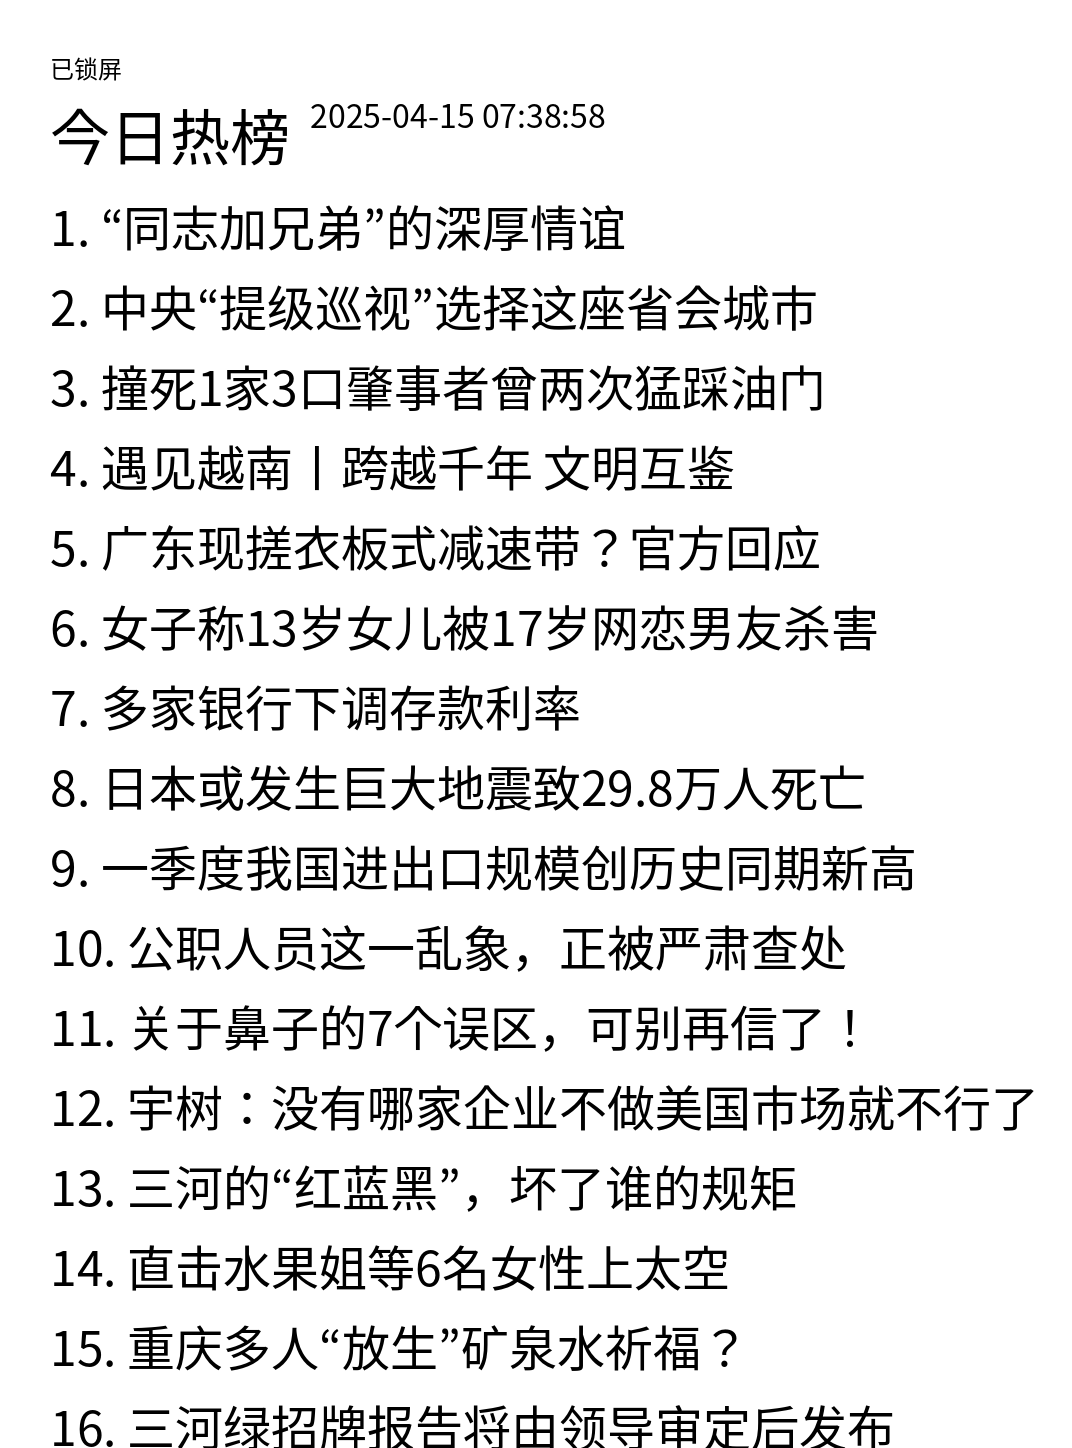 已锁屏
今日热榜 2025-04-15 07:38:58
1. “同志加兄弟”的深厚情谊
2. 中央“提级巡视”选择这座省会城市
3. 撞死1家3口肇事者曾两次猛踩油门
4. 遇见越南丨跨越千年 文明互鉴
5. 广东现搓衣板式减速带？官方回应
6. 女子称13岁女儿被17岁网恋男友杀害
7. 多家银行下调存款利率
8. 日本或发生巨大地震致29.8万人死亡
9. 一季度我国进出口规模创历史同期新高
10. 公职人员这一乱象，正被严肃查处
11. 关于鼻子的7个误区，可别再信了！
12. 宇树：没有哪家企业不做美国市场就不行了
13. 三河的“红蓝黑”，坏了谁的规矩
14. 直击水果姐等6名女性上太空
15. 重庆多人“放生”矿泉水祈福？
16. 三河绿招牌报告将由领导审定后发布